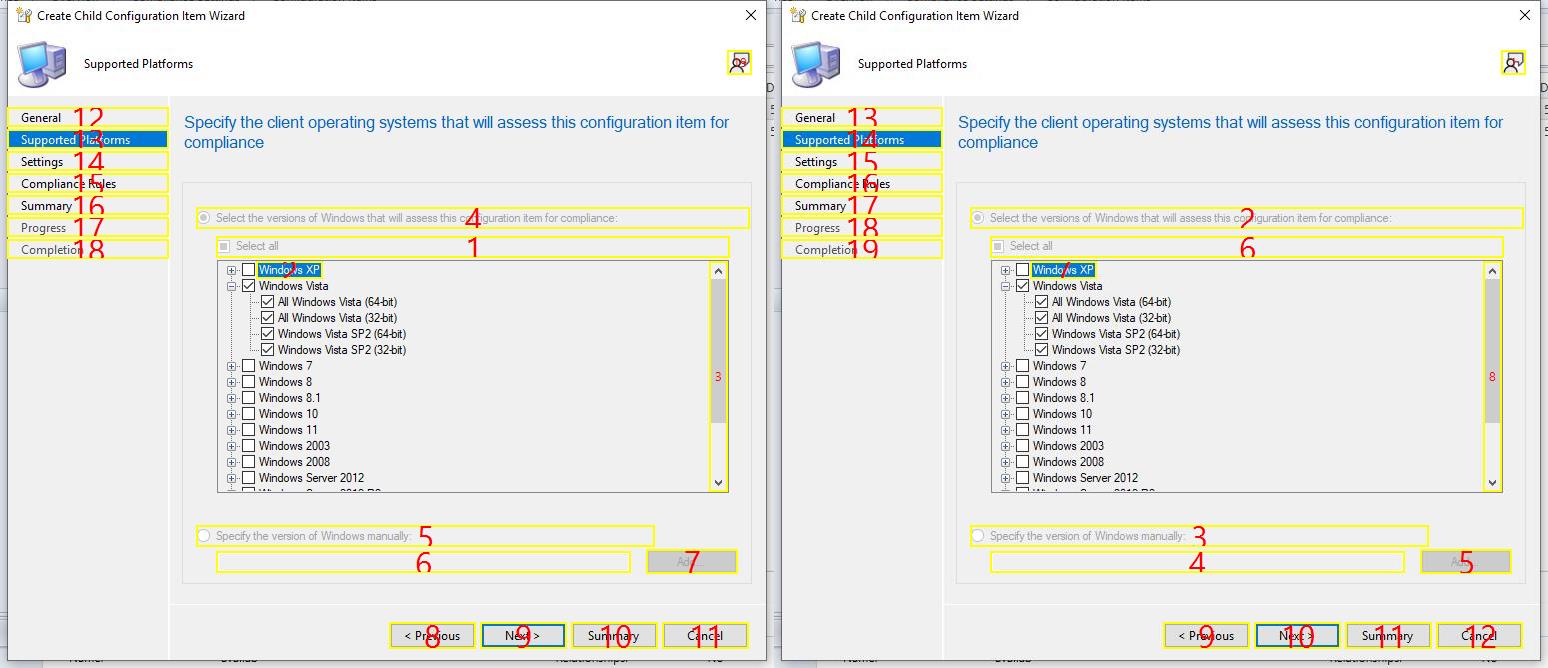 Create Child Configuration Item Wizard
Supported Platforms
General 12
Supported Platforms 13
Settings 14
Compliance Rules 15
Summary 16
Progress 17
Completion 18
Specify the client operating systems that will assess this configuration item for
compliance
Select the versions of Windows that will assess this configuration item for compliance: 4
Select all 1
Windows XP 2
Windows Vista
All Windows Vista (64-bit)
All Windows Vista (32-bit)
Windows Vista SP2 (64-bit)
Windows Vista SP2 (32-bit)
Windows 7
Windows 8
Windows 8.1
Windows 10
Windows 11
Windows 2003
Windows 2008
Windows Server 2012
3
Specify the version of Windows manually: 5
6
Add... 7
< Previous 8
Next > 9
Summary 10
Cancel 11
Create Child Configuration Item Wizard
Supported Platforms
General 13
Supported Platforms 14
Settings 15
Compliance Rules 16
Summary 17
Progress 18
Completion 19
Specify the client operating systems that will assess this configuration item for
compliance
Select the versions of Windows that will assess this configuration item for compliance: 2
Select all 6
Windows XP 7
Windows Vista
All Windows Vista (64-bit)
All Windows Vista (32-bit)
Windows Vista SP2 (64-bit)
Windows Vista SP2 (32-bit)
Windows 7
Windows 8
Windows 8.1
Windows 10
Windows 11
Windows 2003
Windows 2008
Windows Server 2012
8
Specify the version of Windows manually: 3
4
Add... 5
< Previous 9
Next > 10
Summary 11
Cancel 12